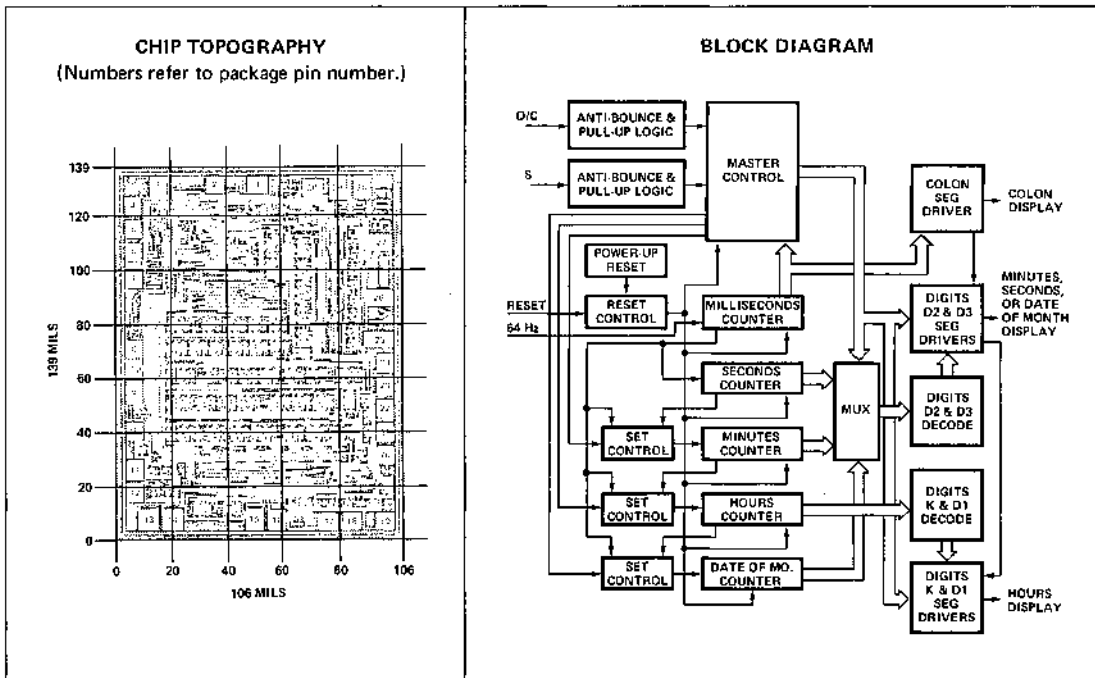 CHIP TOPOGRAPHY
(Numbers refer to package pin number.)
139
120
100
80
60
40
20
0
139 MILS
0
20
40
60
80
106
106 MILS
BLOCK DIAGRAM
D/C
ANTI-BOUNCE &
PULL-UP LOGIC
S
ANTI-BOUNCE &
PULL-UP LOGIC
MASTER
CONTROL
COLON
SEG
DRIVER
COLON
DISPLAY
POWER-UP
RESET
RESET
RESET
CONTROL
64 Hz
MILLISECONDS
COUNTER
DIGITS
D2 & D3
SEG
DRIVERS
MINUTES,
SECONDS,
OR DATE
OF MONTH
DISPLAY
SECONDS
COUNTER
MUX
DIGITS
D2 & D3
DECODE
SET
CONTROL
MINUTES
COUNTER
SET
CONTROL
HOURS
COUNTER
DIGITS
K & D1
DECODE
SET
CONTROL
DATE OF MO.
COUNTER
DIGITS
K & D1
SEG
DRIVERS
HOURS
DISPLAY